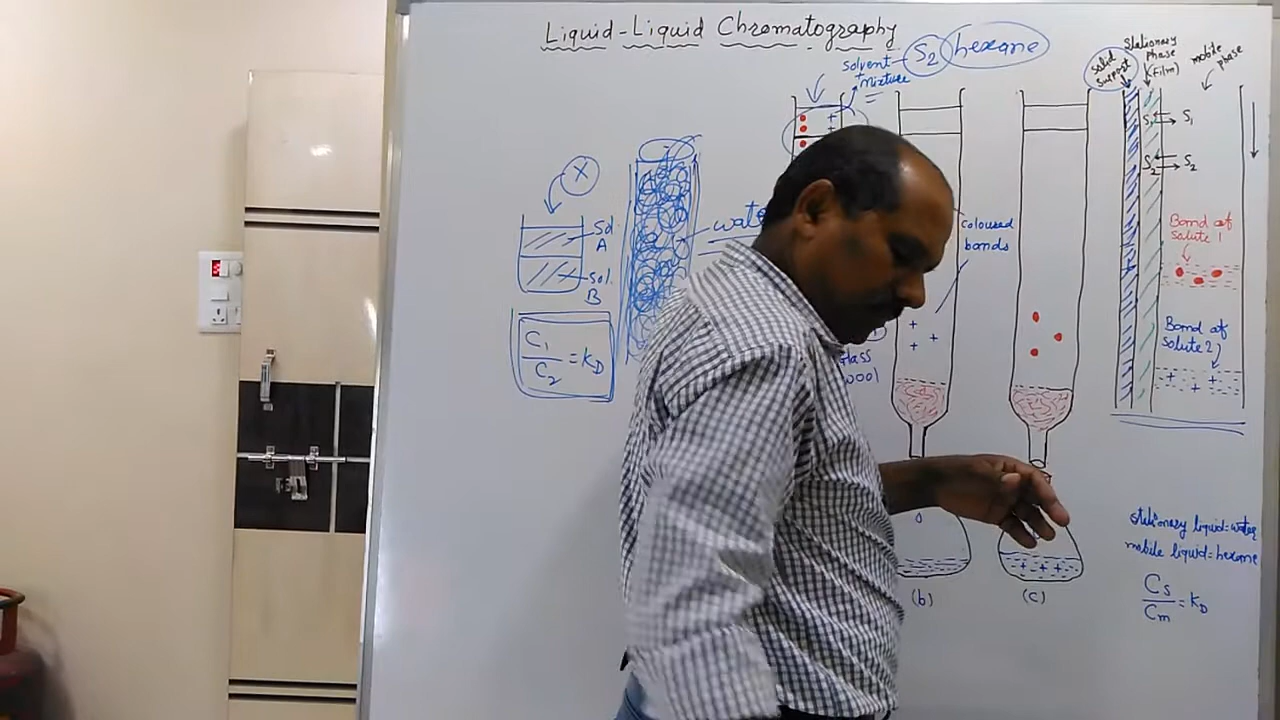 Liquid-Liquid Chromatography
solvent
+
mixture
S2 hexane
solid
support
stationary
phase
(film)
mobile
phase
S1 S1
S2 S2
X
Sol
A
Sol.
B
C1
C2 = KD
coloured
bands
Glass
wool
Band of
Solute 1
Band of
Solute 2
(b)
(c)
stationary liquid = water
mobile liquid = hexane
Cs
Cm = KD